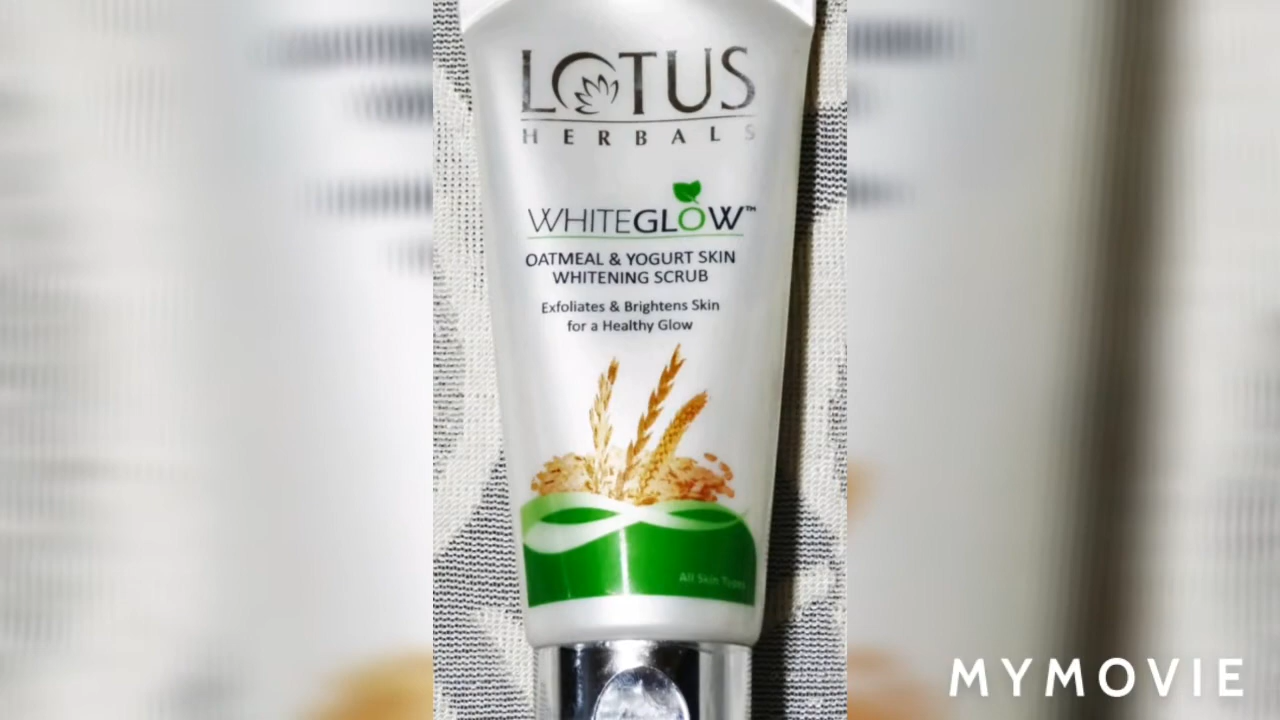 LOTUS
HERBALS
WHITEGLOW™
OATMEAL & YOGURT SKIN
WHITENING SCRUB
Exfoliates & Brightens Skin
for a Healthy Glow
All Skin Types
MYMOVIE